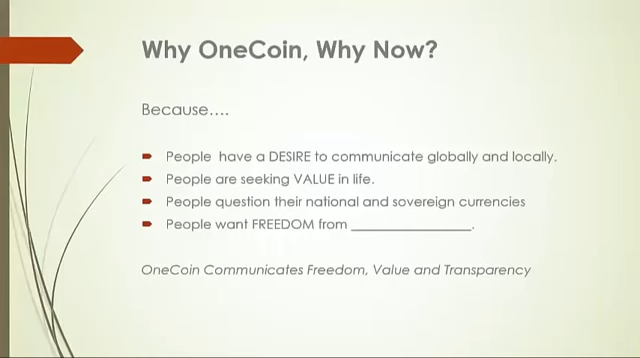 Why OneCoin, Why Now?
Because....
People have a DESIRE to communicate globally and locally.
People are seeking VALUE in life.
People question their national and sovereign currencies
People want FREEDOM from _________________.
OneCoin Communicates Freedom, Value and Transparency